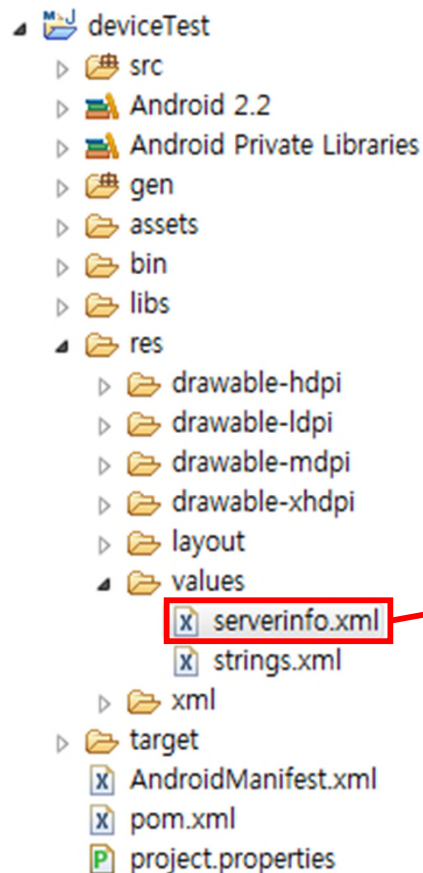 deviceTest
src
Android 2.2
Android Private Libraries
gen
assets
bin
libs
res
drawable-hdpi
drawable-ldpi
drawable-mdpi
drawable-xhdpi
layout
values
serverinfo.xml
strings.xml
xml
target
AndroidManifest.xml
pom.xml
project.properties